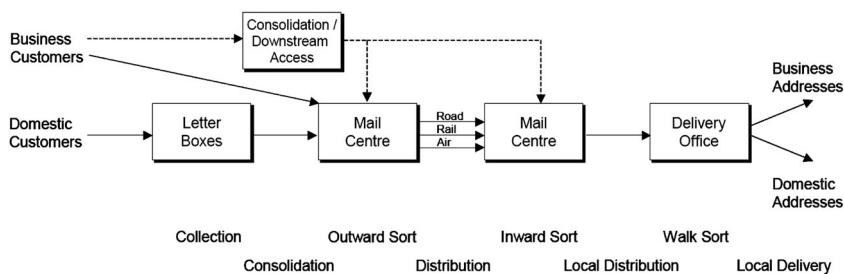 Consolidation /
Downstream
Access
Business
Customers
Business
Addresses
Domestic
Customers
Letter
Boxes
Mail
Centre
Road
Rail
Air
Mail
Centre
Delivery
Office
Domestic
Addresses
Collection
Outward Sort
Inward Sort
Walk Sort
Consolidation
Distribution
Local Distribution
Local Delivery